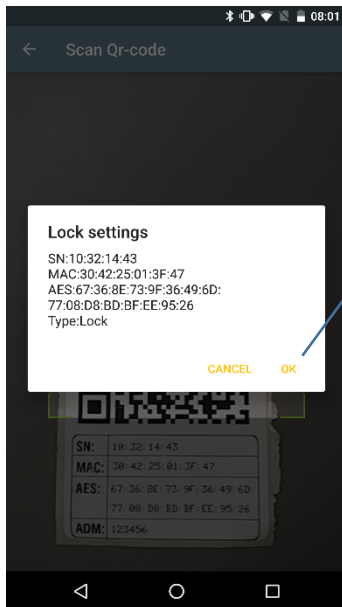 08:01
Scan Qr-code
Lock settings
SN:10:32:14:43
MAC:30:42:25:01:3F:47
AES:67:36:8E:73:9F:36:49:6D:
77:08:D8:BD:BF:EE:95:26
Type:Lock
CANCEL OK
SN: 10:32:14:43
MAC: 30:42:25:01:3F:47
AES: 67:36:8E:73:9F:36:49:6D:
77:08:D8:BD:BF:EE:95:26
ADM: 123456